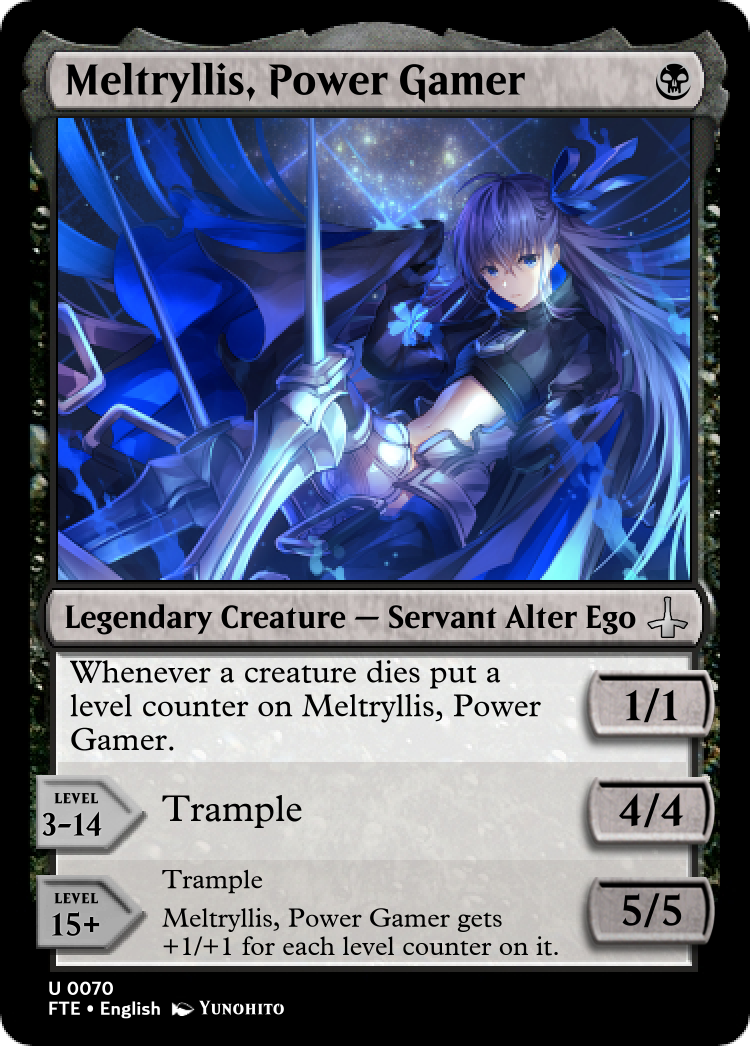 Meltryllis, Power Gamer
Legendary Creature — Servant Alter Ego
Whenever a creature dies put a
level counter on Meltryllis, Power
Gamer.
1/1
LEVEL
3-14
Trample
4/4
LEVEL
15+
Trample
Meltryllis, Power Gamer gets
+1/+1 for each level counter on it.
5/5
U 0070
FTE • English YUNOHITO